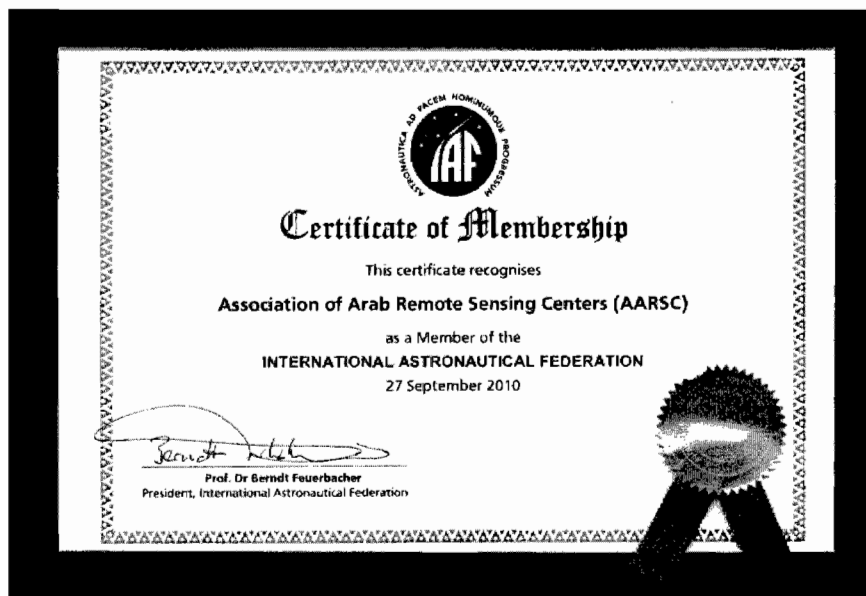 ASTRONAUTICA AD PACEM HOMINUMQUE PROGRESSUM
IAF
Certificate of Membership
This certificate recognises
Association of Arab Remote Sensing Centers (AARSC)
as a Member of the
INTERNATIONAL ASTRONAUTICAL FEDERATION
27 September 2010
Berndt
Prof. Dr Berndt Feuerbacher
President, International Astronautical Federation